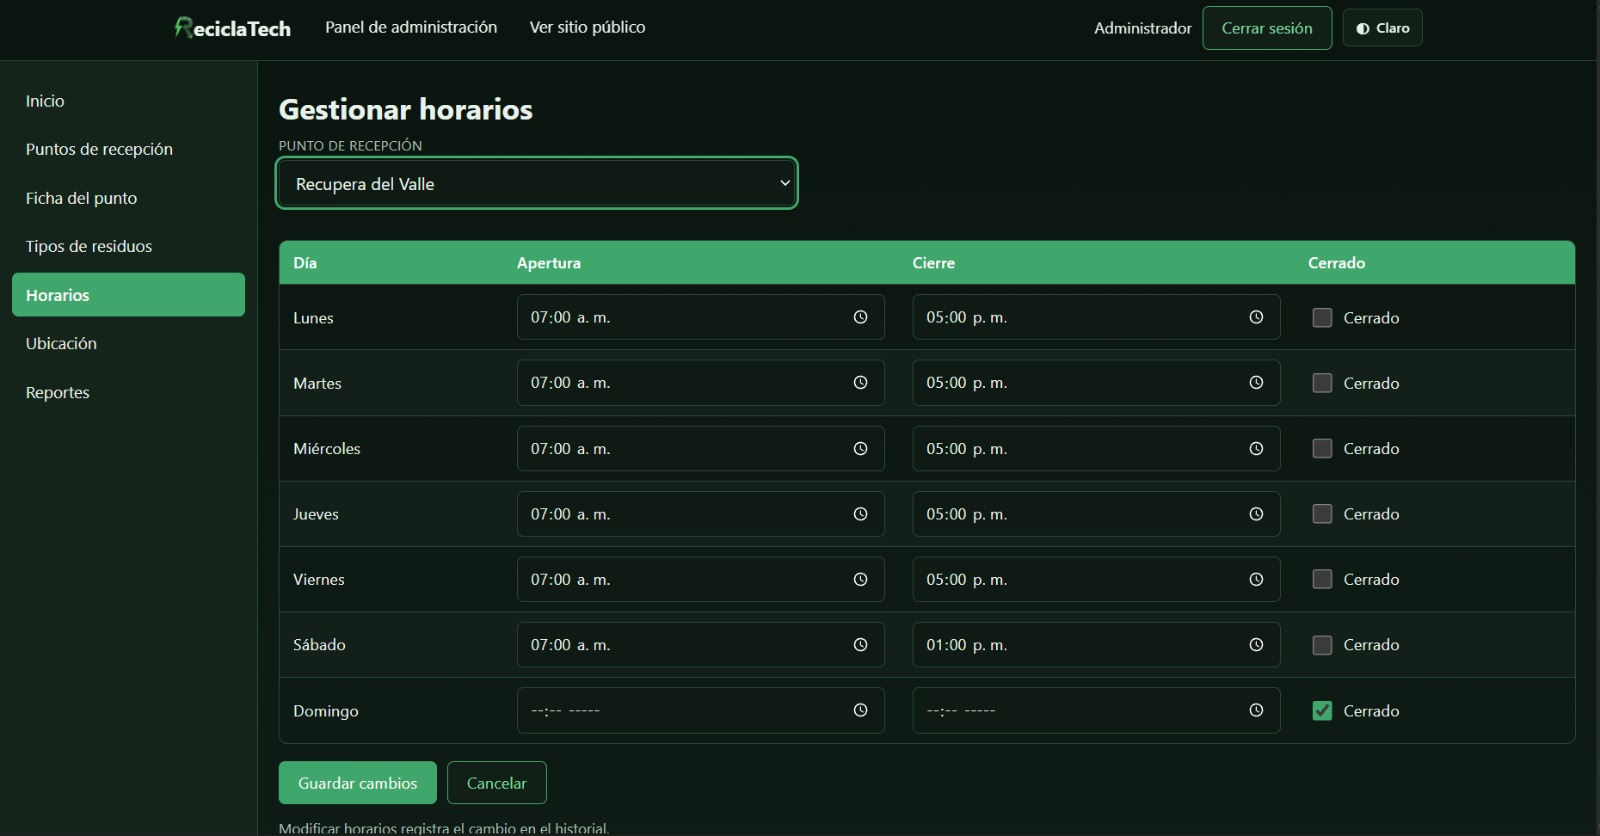 ReciclaTech Panel de administración Ver sitio público Administrador Cerrar sesión Claro
Inicio
Puntos de recepción
Ficha del punto
Tipos de residuos
Horarios
Ubicación
Reportes
Gestionar horarios
PUNTO DE RECEPCIÓN
Recupera del Valle
Día Apertura Cierre Cerrado
Lunes 07:00 a. m. 05:00 p. m. Cerrado
Martes 07:00 a. m. 05:00 p. m. Cerrado
Miércoles 07:00 a. m. 05:00 p. m. Cerrado
Jueves 07:00 a. m. 05:00 p. m. Cerrado
Viernes 07:00 a. m. 05:00 p. m. Cerrado
Sábado 07:00 a. m. 01:00 p. m. Cerrado
Domingo --:-- ----- --:-- ----- Cerrado
Guardar cambios Cancelar
Modificar horarios registra el cambio en el historial.